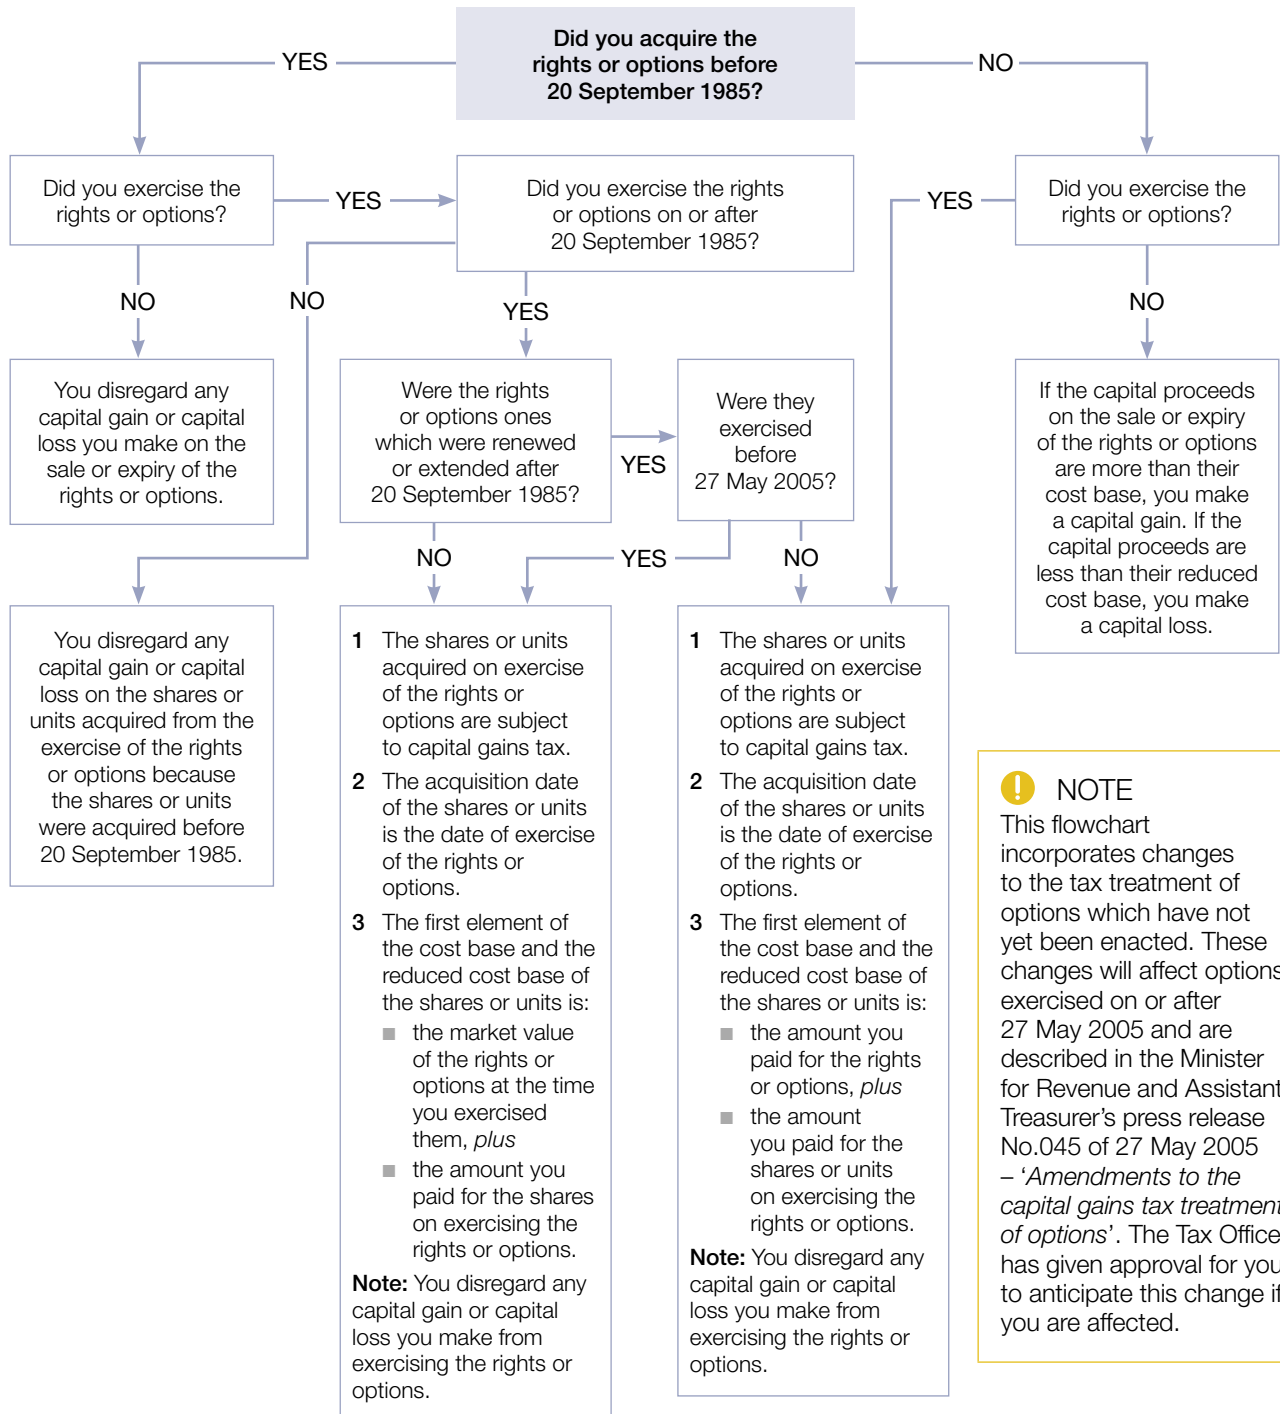 Did you acquire the
rights or options before
20 September 1985?
YES
NO
Did you exercise the
rights or options?
YES
Did you exercise the rights
or options on or after
20 September 1985?
YES
Did you exercise the
rights or options?
NO
NO
YES
NO
You disregard any
capital gain or capital
loss you make on the
sale or expiry of the
rights or options.
Were the rights
or options ones
which were renewed
or extended after
20 September 1985?
YES
Were they
exercised
before
27 May 2005?
If the capital proceeds
on the sale or expiry
of the rights or options
are more than their
cost base, you make
a capital gain. If the
capital proceeds are
less than their reduced
cost base, you make
a capital loss.
NO
YES
NO
You disregard any
capital gain or capital
loss on the shares or
units acquired from the
exercise of the rights
or options because
the shares or units
were acquired before
20 September 1985.
1 The shares or units
acquired on exercise
of the rights or
options are subject
to capital gains tax.
2 The acquisition date
of the shares or units
is the date of exercise
of the rights or
options.
3 The first element of
the cost base and the
reduced cost base of
the shares or units is:
■ the market value
of the rights or
options at the time
you exercised
them, plus
■ the amount you
paid for the shares
on exercising the
rights or options.
Note: You disregard any
capital gain or capital
loss you make from
exercising the rights or
options.
1 The shares or units
acquired on exercise
of the rights or
options are subject
to capital gains tax.
2 The acquisition date
of the shares or units
is the date of exercise
of the rights or
options.
3 The first element of
the cost base and the
reduced cost base of
the shares or units is:
■ the amount you
paid for the rights
or options, plus
■ the amount
you paid for the
shares or units
on exercising the
rights or options.
Note: You disregard any
capital gain or capital
loss you make from
exercising the rights or
options.
! NOTE
This flowchart
incorporates changes
to the tax treatment of
options which have not
yet been enacted. These
changes will affect options
exercised on or after
27 May 2005 and are
described in the Minister
for Revenue and Assistant
Treasurer's press release
No.045 of 27 May 2005
– 'Amendments to the
capital gains tax treatment
of options'. The Tax Office
has given approval for you
to anticipate this change if
you are affected.